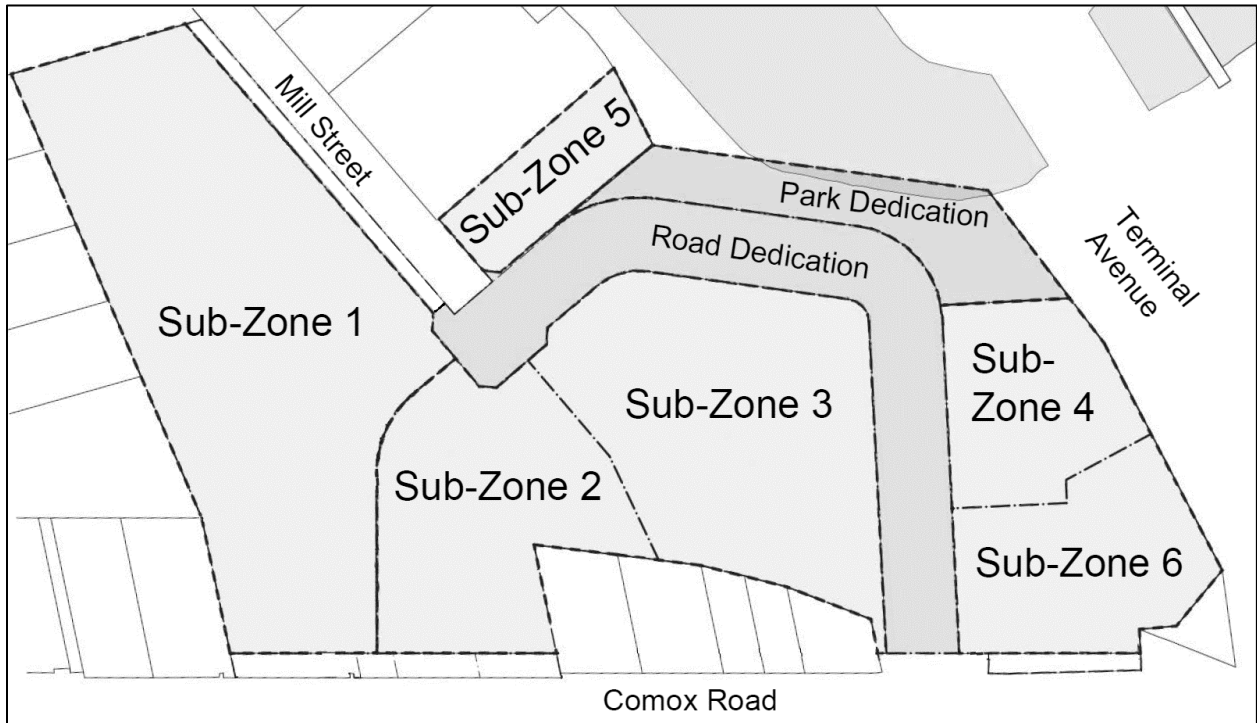 Mill Street
Sub-Zone 5
Park Dedication
Road Dedication
Terminal
Avenue
Sub-Zone 1
Sub-
Zone 4
Sub-Zone 3
Sub-Zone 2
Sub-Zone 6
Comox Road